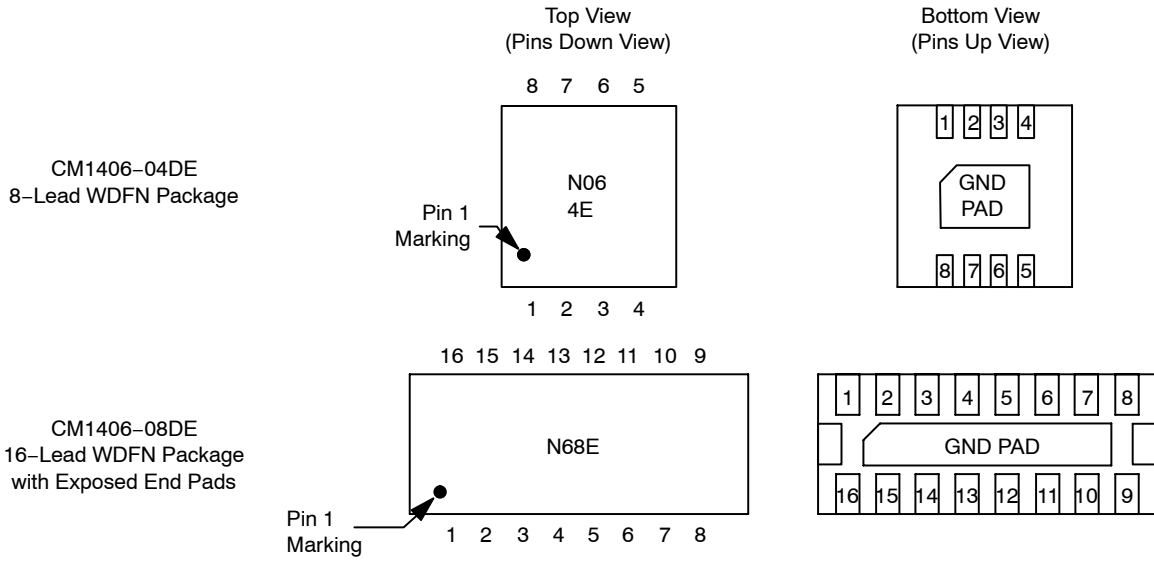 Top View
(Pins Down View)
Bottom View
(Pins Up View)
8 7 6 5
1 2 3 4
CM1406−04DE
8−Lead WDFN Package
N06
4E
GND
PAD
Pin 1
Marking
8 7 6 5
1 2 3 4
16 15 14 13 12 11 10 9
1 2 3 4 5 6 7 8
CM1406−08DE
16−Lead WDFN Package
with Exposed End Pads
N68E
GND PAD
16 15 14 13 12 11 10 9
Pin 1
Marking
1 2 3 4 5 6 7 8